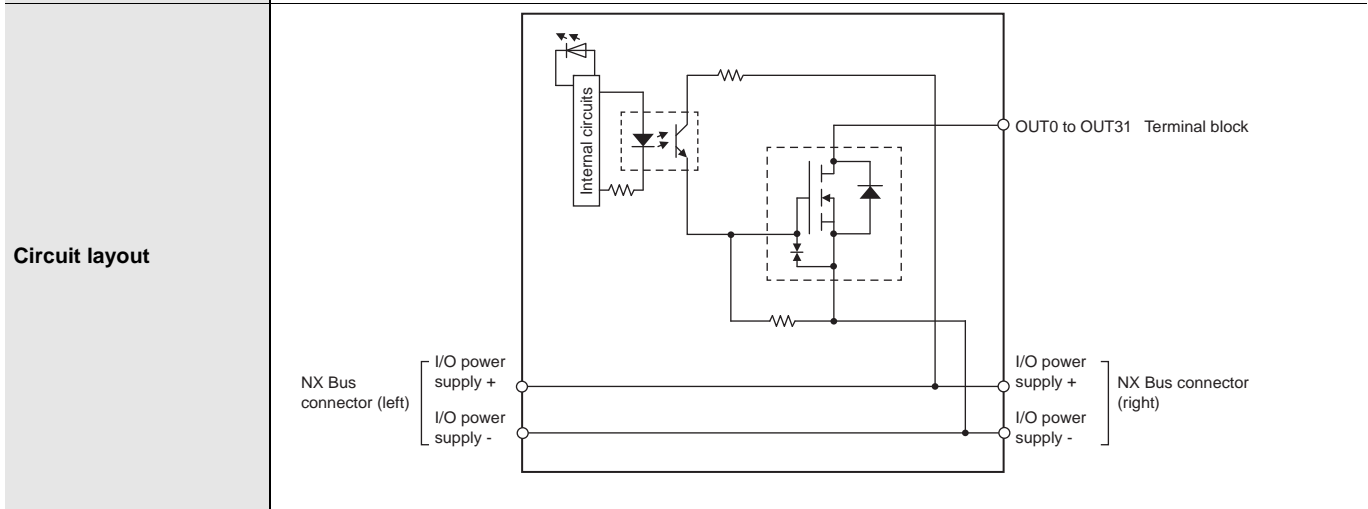 Circuit layout
Internal circuits
OUT0 to OUT31 Terminal block
NX Bus
connector (left)
I/O power
supply +
I/O power
supply -
I/O power
supply +
I/O power
supply -
NX Bus connector
(right)